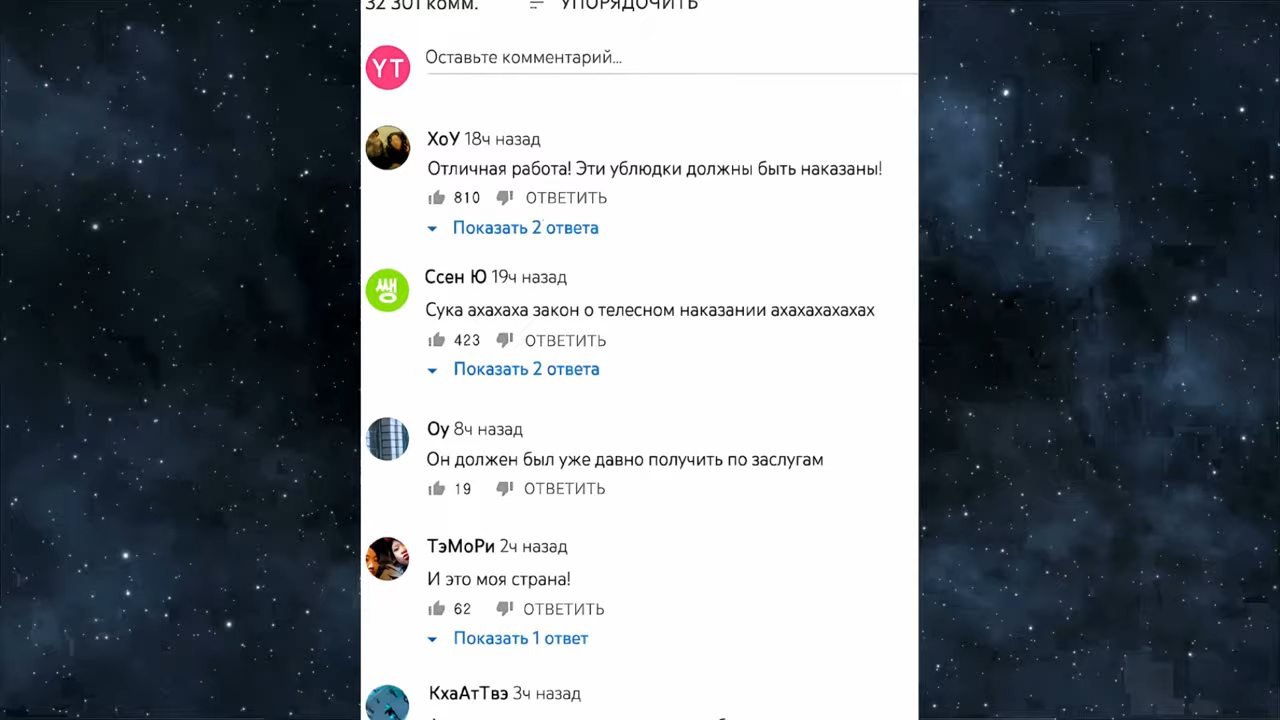 32 301 комм. УПОРЯДОЧИТЬ
YT Оставьте комментарий...
ХоУ 18ч назад
Отличная работа! Эти ублюдки должны быть наказаны!
810 ОТВЕТИТЬ
Показать 2 ответа
쌩 Ссен Ю 19ч назад
Сука ахахаха закон о телесном наказании ахахахахахах
423 ОТВЕТИТЬ
Показать 2 ответа
Оу 8ч назад
Он должен был уже давно получить по заслугам
19 ОТВЕТИТЬ
ТэМоРи 2ч назад
И это моя страна!
62 ОТВЕТИТЬ
Показать 1 ответ
КхаАтТвэ 3ч назад